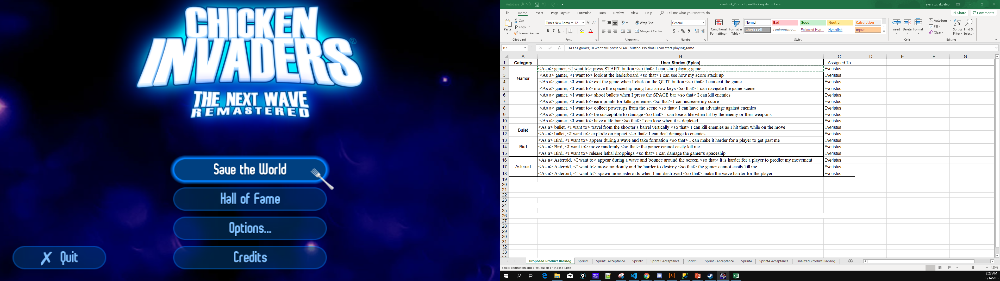 CHICKEN
INVADERS®
THE NEXT WAVE
REMASTERED
Save the World
Hall of Fame
Options...
Credits
X Quit
AutoSave Off
EveristusA_ProductSprintBacklog.xlsx - Excel
everistus akpabio
File Home Insert Page Layout Formulas Data Review View Help Tell me what you want to do
Share Comments
Paste
Cut
Copy
Format Painter
Clipboard
Times New Roma 12
B I U
Font
Wrap Text
Merge & Center
Alignment
General
$ % ,
Number
Conditional Formatting
Format as Table
Normal Bad Good Neutral Calculation
Check Cell Explanatory ... Followed Hyp... Hyperlink Input
Styles
Insert Delete Format
Cells
AutoSum
Fill
Clear
Sort & Filter
Find & Select
Editing
B2 fx <As a> gamer, <I want to> press START button <so that> I can start playing game
A B C D E F G
1 Category User Stories (Epics) Assigned To
2 <As a> gamer, <I want to> press START button <so that> I can start playing game Everistus
3 <As a> gamer, <I want to> look at the leaderboard <so that> I can see how my score stack up Everistus
Gamer
4 <As a> gamer, <I want to> exit the game when I click on the QUIT button <so that> I can exit the game Everistus
5 <As a> gamer, <I want to> move the spaceship using four arrow keys <so that> I can navigate the game scene Everistus
6 <As a> gamer, <I want to> shoot bullets when I press the SPACE bar <so that> I can kill enemies Everistus
7 <As a> gamer, <I want to> earn points for killing enemies <so that> I can increase my score Everistus
8 <As a> gamer, <I want to> collect powerups from the scene <so that> I can have an advantage against enemies Everistus
9 <As a> gamer, <I want to> be susceptible to damage <so that> I can lose a life when hit by the enemy or their weapons Everistus
10 <As a> gamer, <I want to> have a life bar <so that> I can lose when it is depleted Everistus
11 <As a> bullet, <I want to> travel from the shooter's barrel vertically <so that> I can kill enemies as I hit them while on the move Everistus
Bullet
12 <As a> bullet, <I want to> explode on impact <so that> I can deal damage to enemies. Everistus
13 <As a> Bird, <I want to> appear during a wave and take formation <so that> I can make it harder for a player to get past me Everistus
14 Bird <As a> Bird, <I want to> move randomly <so that> the gamer cannot easily kill me Everistus
15 <As a> Bird, <I want to> release lethal droppings <so that> I can damage the gamer's spaceship Everistus
16 <As a> Asteroid, <I want to> appear during a wave and bounce around the screen <so that> it is harder for a player to predict my movement Everistus
17 Asteroid <As a> Asteroid, <I want to> move randomly and be harder to destroy <so that> the gamer cannot easily kill me Everistus
18 <As a> Asteroid, <I want to> spawn more asteroids when I am destroyed <so that> make the wave harder for the player Everistus
19
20
21
22
23
24
25
26
27
28
29
30
31
32
33
34
Proposed Product Backlog Sprint1 Sprint1 Acceptance Sprint2 Sprint2 Acceptance Sprint3 Sprint3 Acceptance Sprint4 Sprint4 Acceptance Finalized Product Backlog
Select destination and press ENTER or choose Paste
120%
2:27 AM
10/14/2019